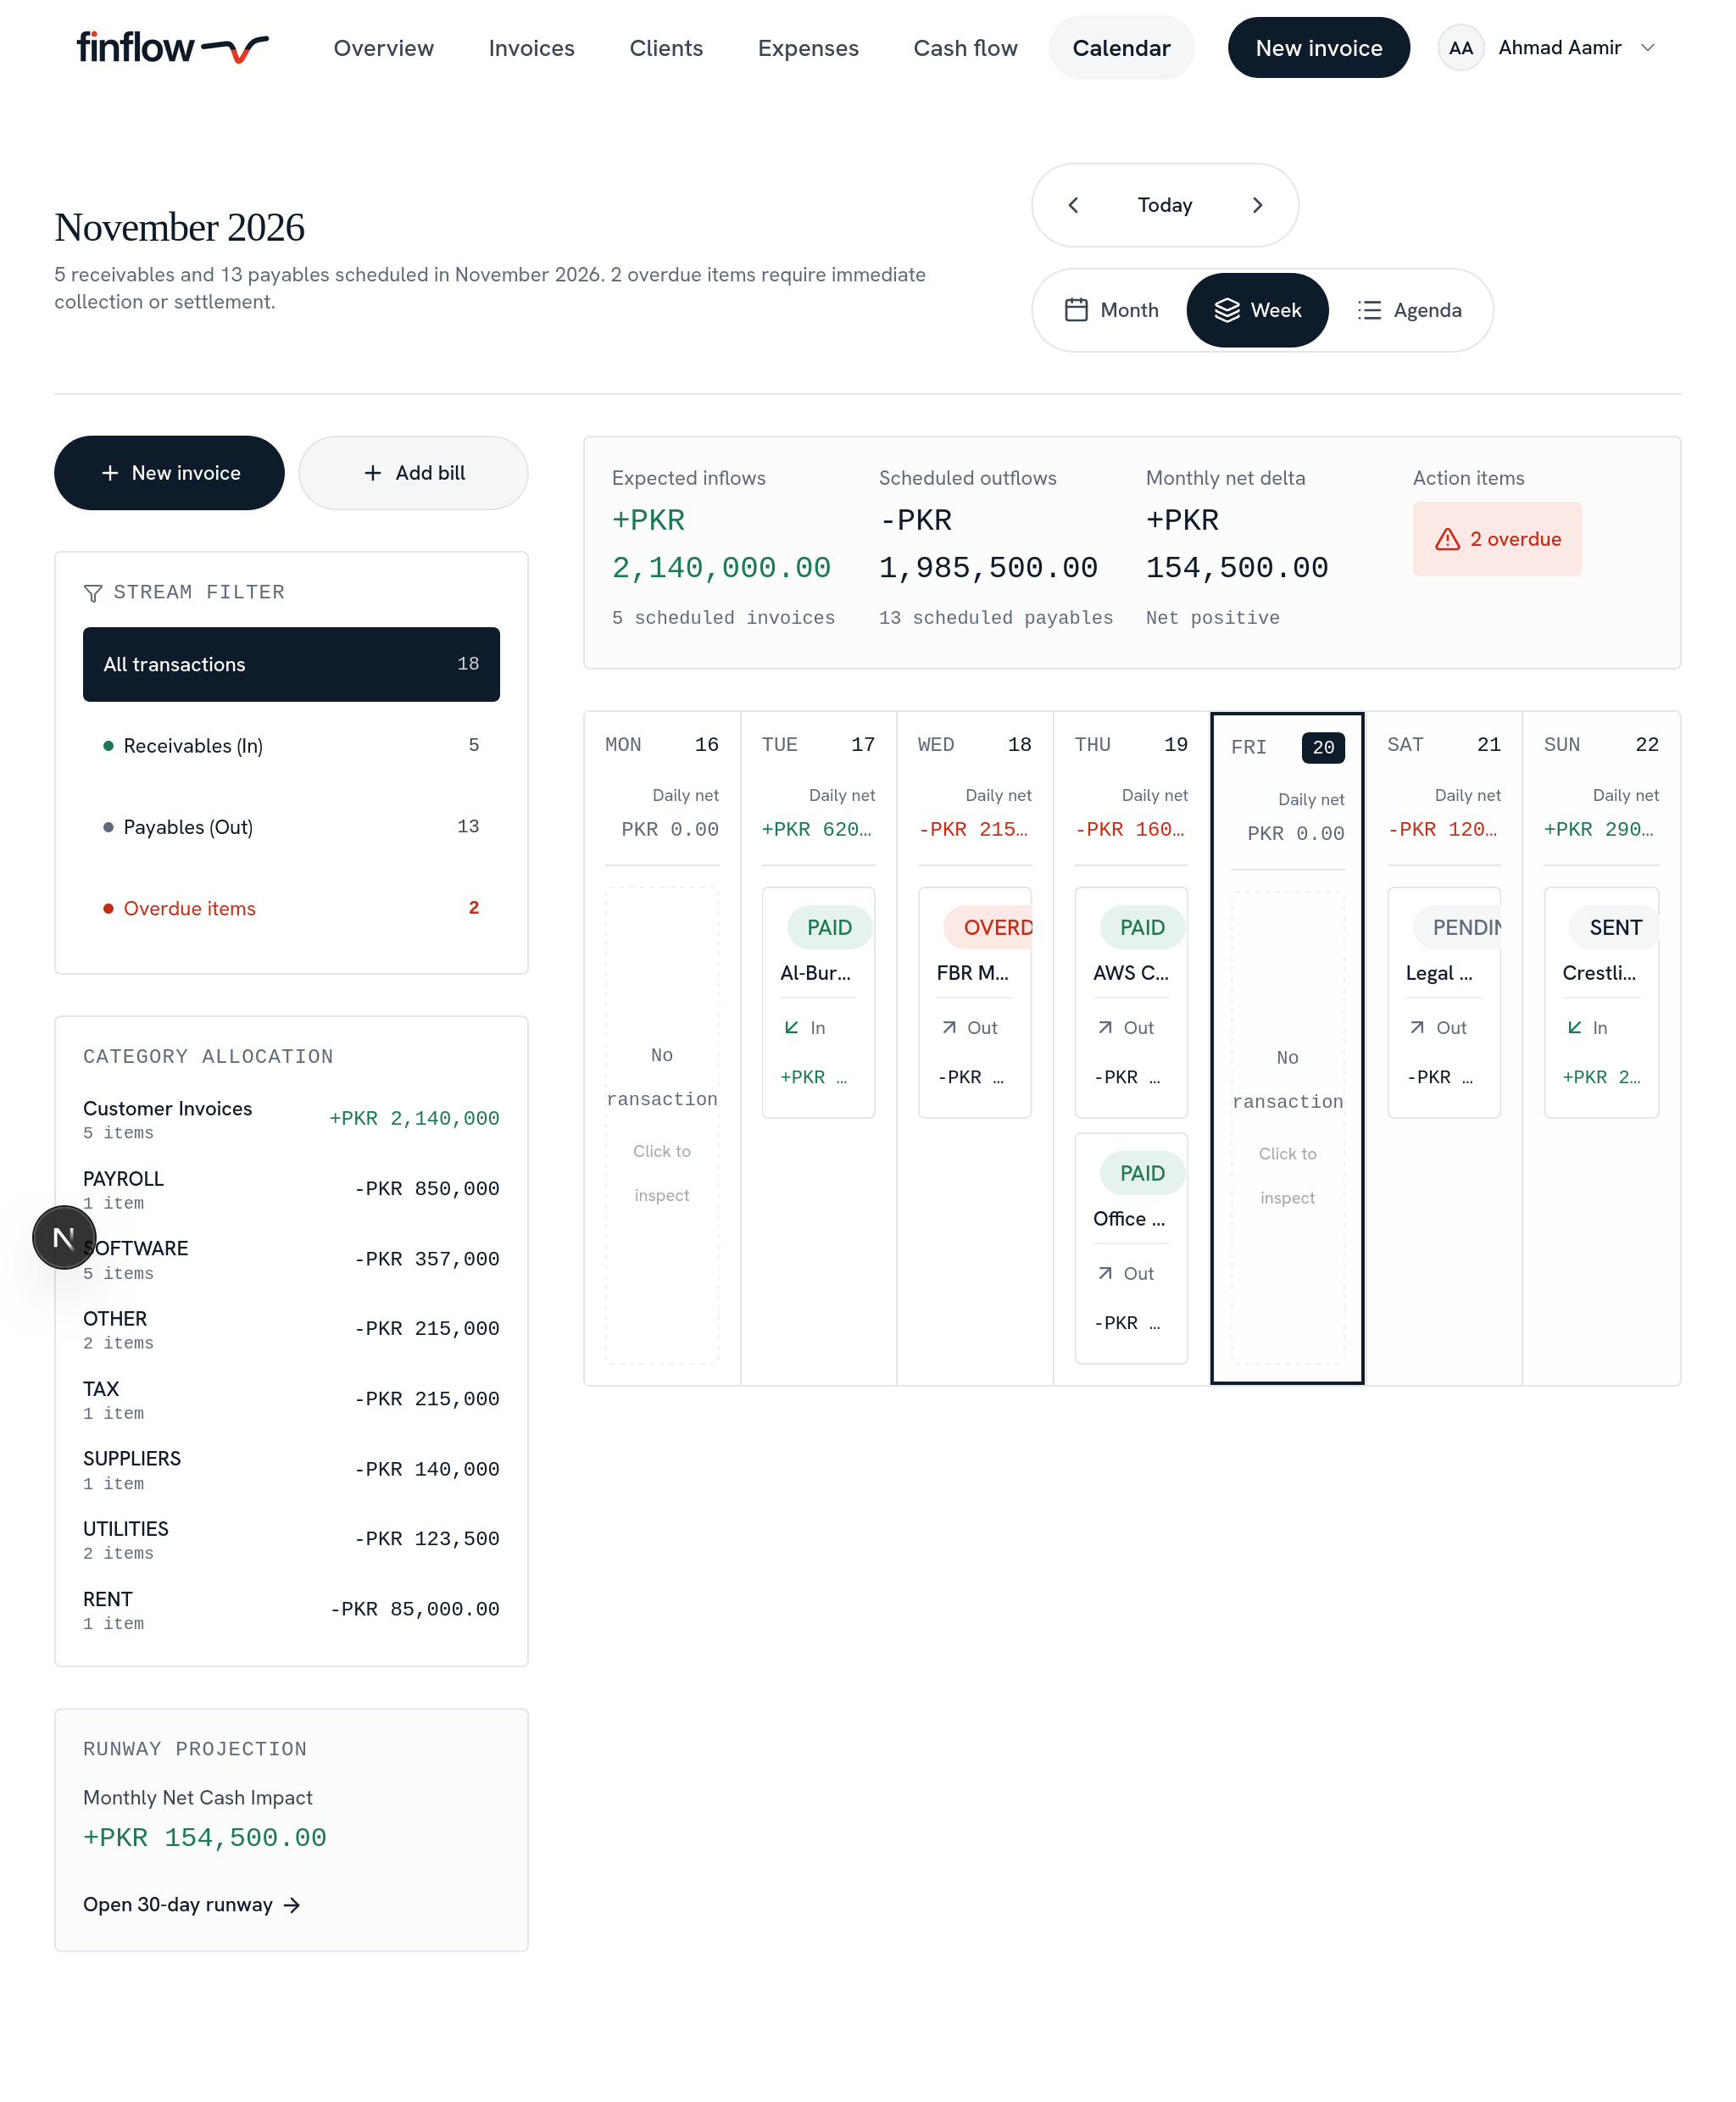 finflow
Overview
Invoices
Clients
Expenses
Cash flow
Calendar
New invoice
AA
Ahmad Aamir
November 2026
5 receivables and 13 payables scheduled in November 2026. 2 overdue items require immediate
collection or settlement.
Today
Month
Week
Agenda
New invoice
Add bill
STREAM FILTER
All transactions 18
Receivables (In) 5
Payables (Out) 13
Overdue items 2
CATEGORY ALLOCATION
Customer Invoices
5 items
+PKR 2,140,000
PAYROLL
1 item
-PKR 850,000
SOFTWARE
5 items
-PKR 357,000
OTHER
2 items
-PKR 215,000
TAX
1 item
-PKR 215,000
SUPPLIERS
1 item
-PKR 140,000
UTILITIES
2 items
-PKR 123,500
RENT
1 item
-PKR 85,000.00
RUNWAY PROJECTION
Monthly Net Cash Impact
+PKR 154,500.00
Open 30-day runway
N
Expected inflows
+PKR
2,140,000.00
5 scheduled invoices
Scheduled outflows
-PKR
1,985,500.00
13 scheduled payables
Monthly net delta
+PKR
154,500.00
Net positive
Action items
2 overdue
MON 16
Daily net
PKR 0.00
No
ransaction
Click to
inspect
TUE 17
Daily net
+PKR 620…
PAID
Al-Bur…
In
+PKR …
WED 18
Daily net
-PKR 215…
OVERD
FBR M…
Out
-PKR …
THU 19
Daily net
-PKR 160…
PAID
AWS C…
Out
-PKR …
PAID
Office …
Out
-PKR …
FRI 20
Daily net
PKR 0.00
No
ransaction
Click to
inspect
SAT 21
Daily net
-PKR 120…
PENDIN
Legal …
Out
-PKR …
SUN 22
Daily net
+PKR 290…
SENT
Crestli…
In
+PKR 2…